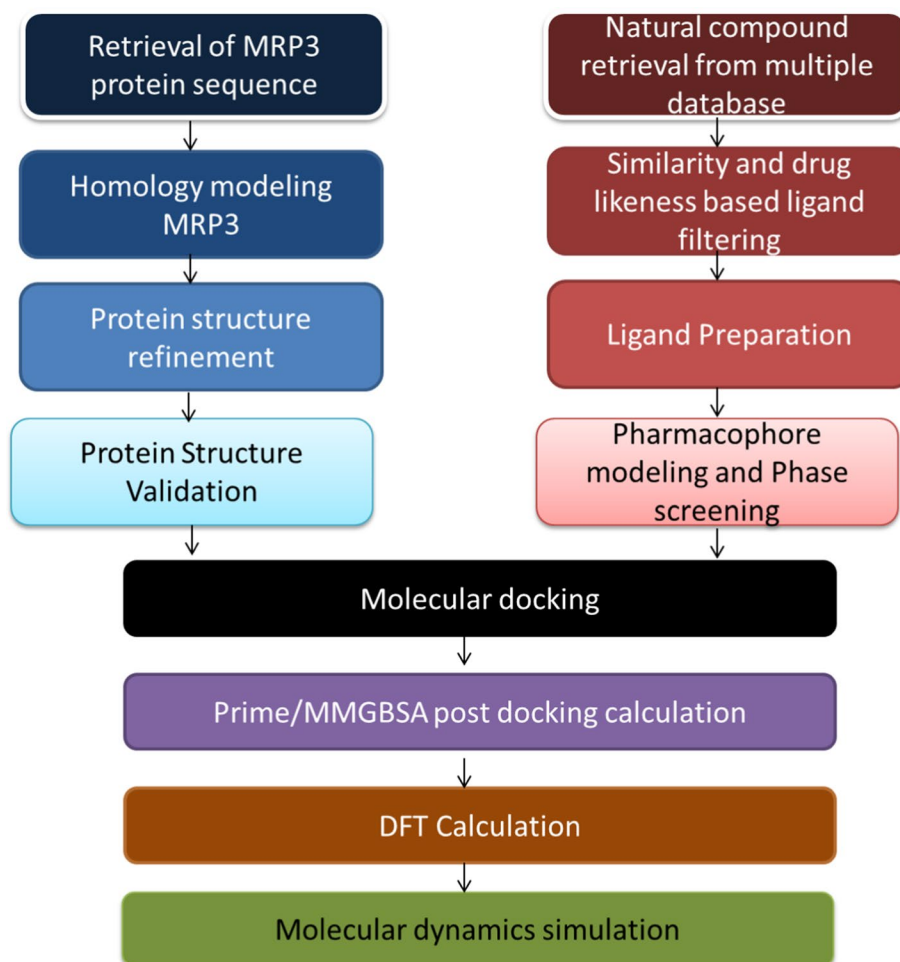 Retrieval of MRP3
protein sequence
Homology modeling
MRP3
Protein structure
refinement
Protein Structure
Validation
Natural compound
retrieval from multiple
database
Similarity and drug
likeness based ligand
filtering
Ligand Preparation
Pharmacophore
modeling and Phase
screening
Molecular docking
Prime/MMGBSA post docking calculation
DFT Calculation
Molecular dynamics simulation